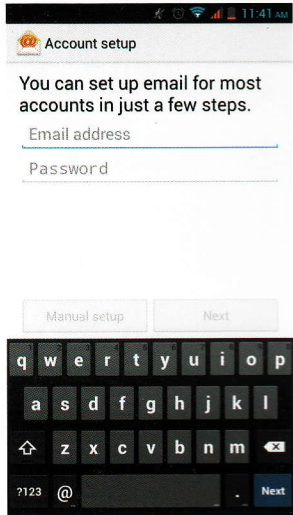 11:41 AM
Account setup
You can set up email for most
accounts in just a few steps.
Email address
Password
Manual setup
Next
q w e r t y u i o p
a s d f g h j k l
z x c v b n m
?123 @ . Next